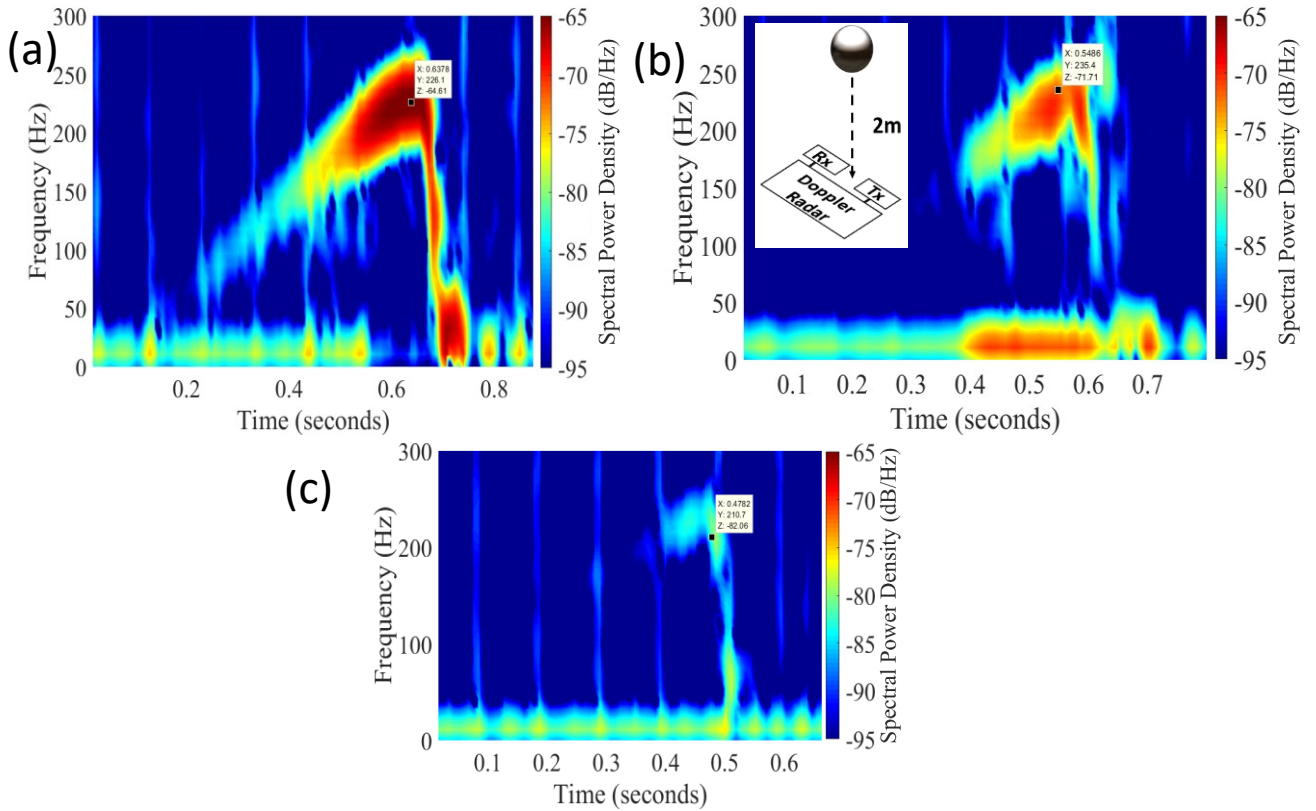 (a)
300
250
200
150
100
50
0
Frequency (Hz)
0.2
0.4
0.6
0.8
Time (seconds)
X: 0.6378
Y: 226.1
Z: -64.61
-65
-70
-75
-80
-85
-90
-95
Spectral Power Density (dB/Hz)
(b)
300
250
200
150
100
50
0
Frequency (Hz)
0.1
0.2
0.3
0.4
0.5
0.6
0.7
Time (seconds)
2m
Rx
Tx
Doppler
Radar
X: 0.5486
Y: 235.4
Z: -71.71
-65
-70
-75
-80
-85
-90
-95
Spectral Power Density (dB/Hz)
(c)
300
200
100
0
Frequency (Hz)
0.1
0.2
0.3
0.4
0.5
0.6
Time (seconds)
X: 0.4782
Y: 210.7
Z: -82.06
-65
-70
-75
-80
-85
-90
-95
Spectral Power Density (dB/Hz)